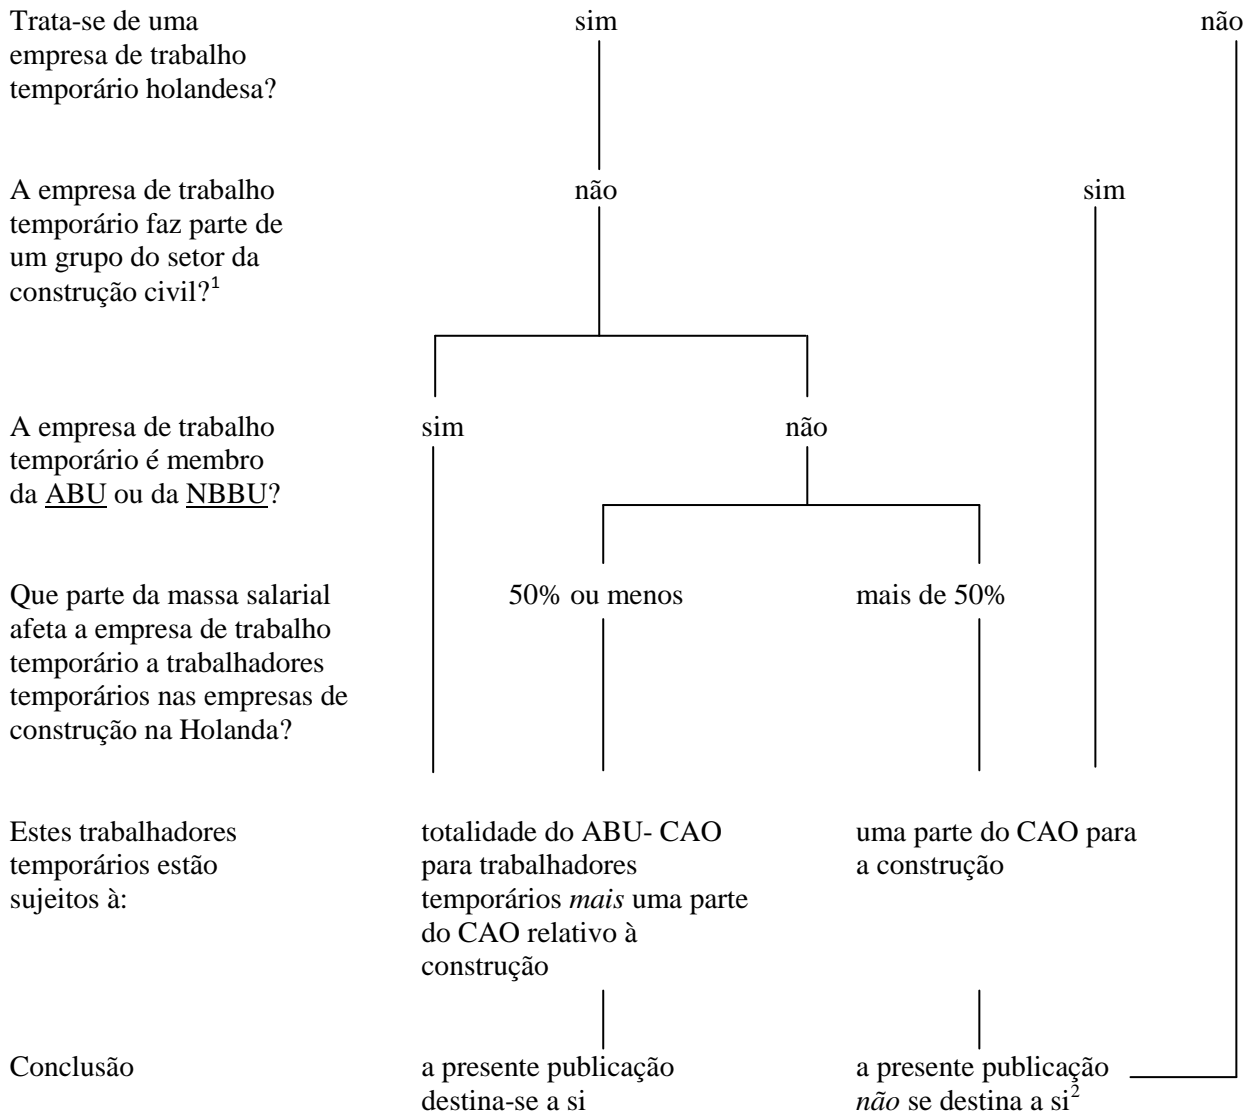 Trata-se de uma
empresa de trabalho
temporário holandesa?
sim
não
A empresa de trabalho
temporário faz parte de
um grupo do setor da
construção civil?¹
não
sim
A empresa de trabalho
temporário é membro
da ABU ou da NBBU?
sim
não
Que parte da massa salarial
afeta a empresa de trabalho
temporário a trabalhadores
temporários nas empresas de
construção na Holanda?
50% ou menos
mais de 50%
Estes trabalhadores
temporários estão
sujeitos à:
totalidade do ABU- CAO
para trabalhadores
temporários mais uma parte
do CAO relativo à
construção
uma parte do CAO para
a construção
Conclusão
a presente publicação
destina-se a si
a presente publicação
não se destina a si²